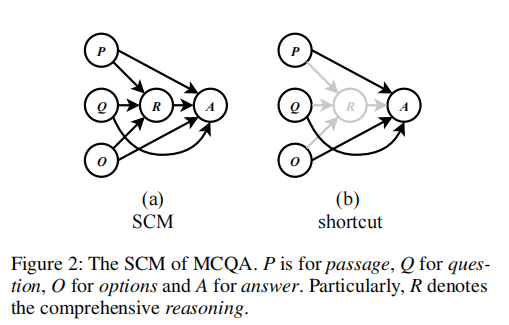 P
P
Q
R
A
Q
R
A
O
O
(a)
(b)
SCM
shortcut
Figure 2: The SCM of MCQA. P is for passage, Q for ques-
tion, O for options and A for answer. Particularly, R denotes
the comprehensive reasoning.